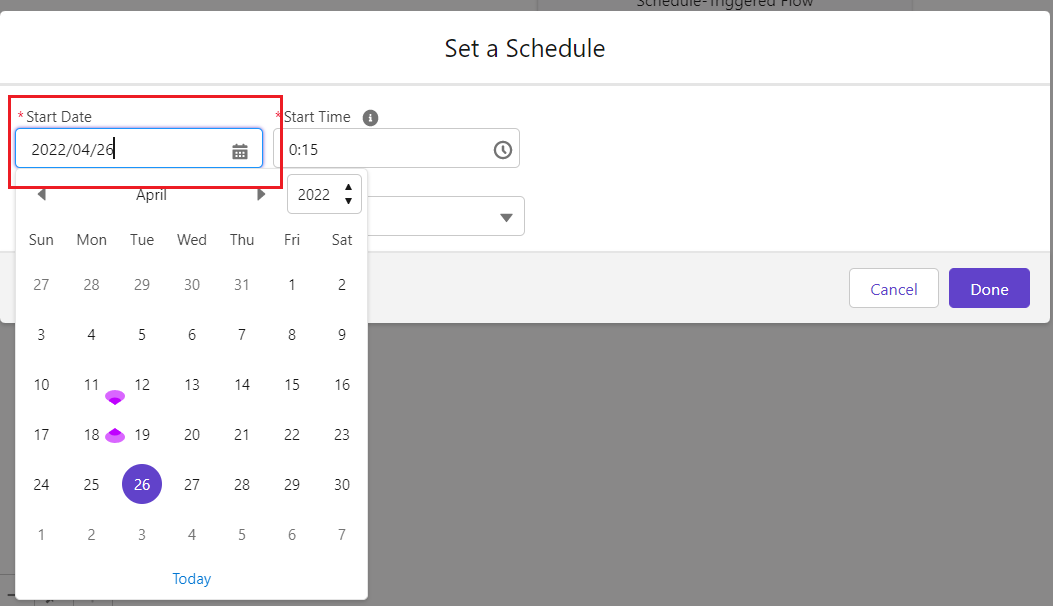 Schedule-Triggered Flow
Set a Schedule
* Start Date
* Start Time
2022/04/26
0:15
April
2022
Sun Mon Tue Wed Thu Fri Sat
27 28 29 30 31 1 2
3 4 5 6 7 8 9
10 11 12 13 14 15 16
17 18 19 20 21 22 23
24 25 26 27 28 29 30
1 2 3 4 5 6 7
Today
Cancel
Done